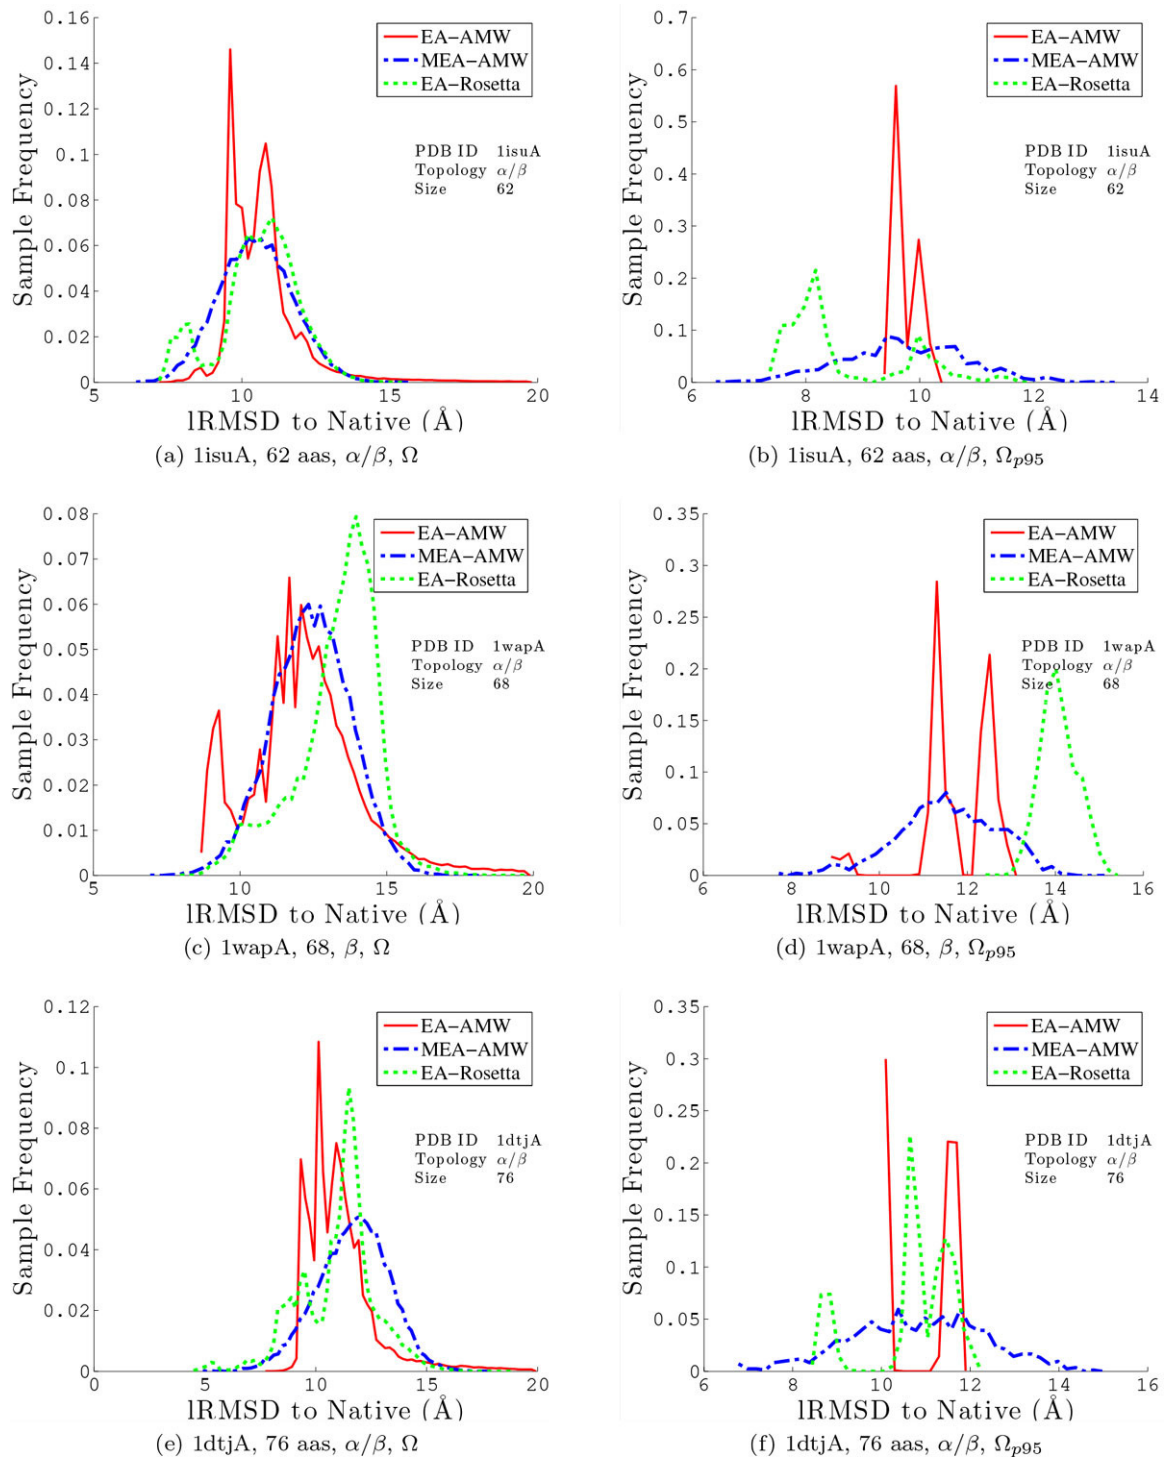 0.16
0.14
0.12
0.1
0.08
0.06
0.04
0.02
0
5
10
15
20
Sample Frequency
lRMSD to Native (Å)
EA−AMW
MEA−AMW
EA−Rosetta
PDB ID 1isuA
Topology α/β
Size 62
(a) 1isuA, 62 aas, α/β, Ω
0.7
0.6
0.5
0.4
0.3
0.2
0.1
0
6
8
10
12
14
Sample Frequency
lRMSD to Native (Å)
EA−AMW
MEA−AMW
EA−Rosetta
PDB ID 1isuA
Topology α/β
Size 62
(b) 1isuA, 62 aas, α/β, Ωp95
0.08
0.07
0.06
0.05
0.04
0.03
0.02
0.01
0
5
10
15
20
Sample Frequency
lRMSD to Native (Å)
EA−AMW
MEA−AMW
EA−Rosetta
PDB ID 1wapA
Topology α/β
Size 68
(c) 1wapA, 68, β, Ω
0.35
0.3
0.25
0.2
0.15
0.1
0.05
0
6
8
10
12
14
16
Sample Frequency
lRMSD to Native (Å)
EA−AMW
MEA−AMW
EA−Rosetta
PDB ID 1wapA
Topology α/β
Size 68
(d) 1wapA, 68, β, Ωp95
0.12
0.1
0.08
0.06
0.04
0.02
0
0
5
10
15
20
Sample Frequency
lRMSD to Native (Å)
EA−AMW
MEA−AMW
EA−Rosetta
PDB ID 1dtjA
Topology α/β
Size 76
(e) 1dtjA, 76 aas, α/β, Ω
0.35
0.3
0.25
0.2
0.15
0.1
0.05
0
6
8
10
12
14
16
Sample Frequency
lRMSD to Native (Å)
EA−AMW
MEA−AMW
EA−Rosetta
PDB ID 1dtjA
Topology α/β
Size 76
(f) 1dtjA, 76 aas, α/β, Ωp95